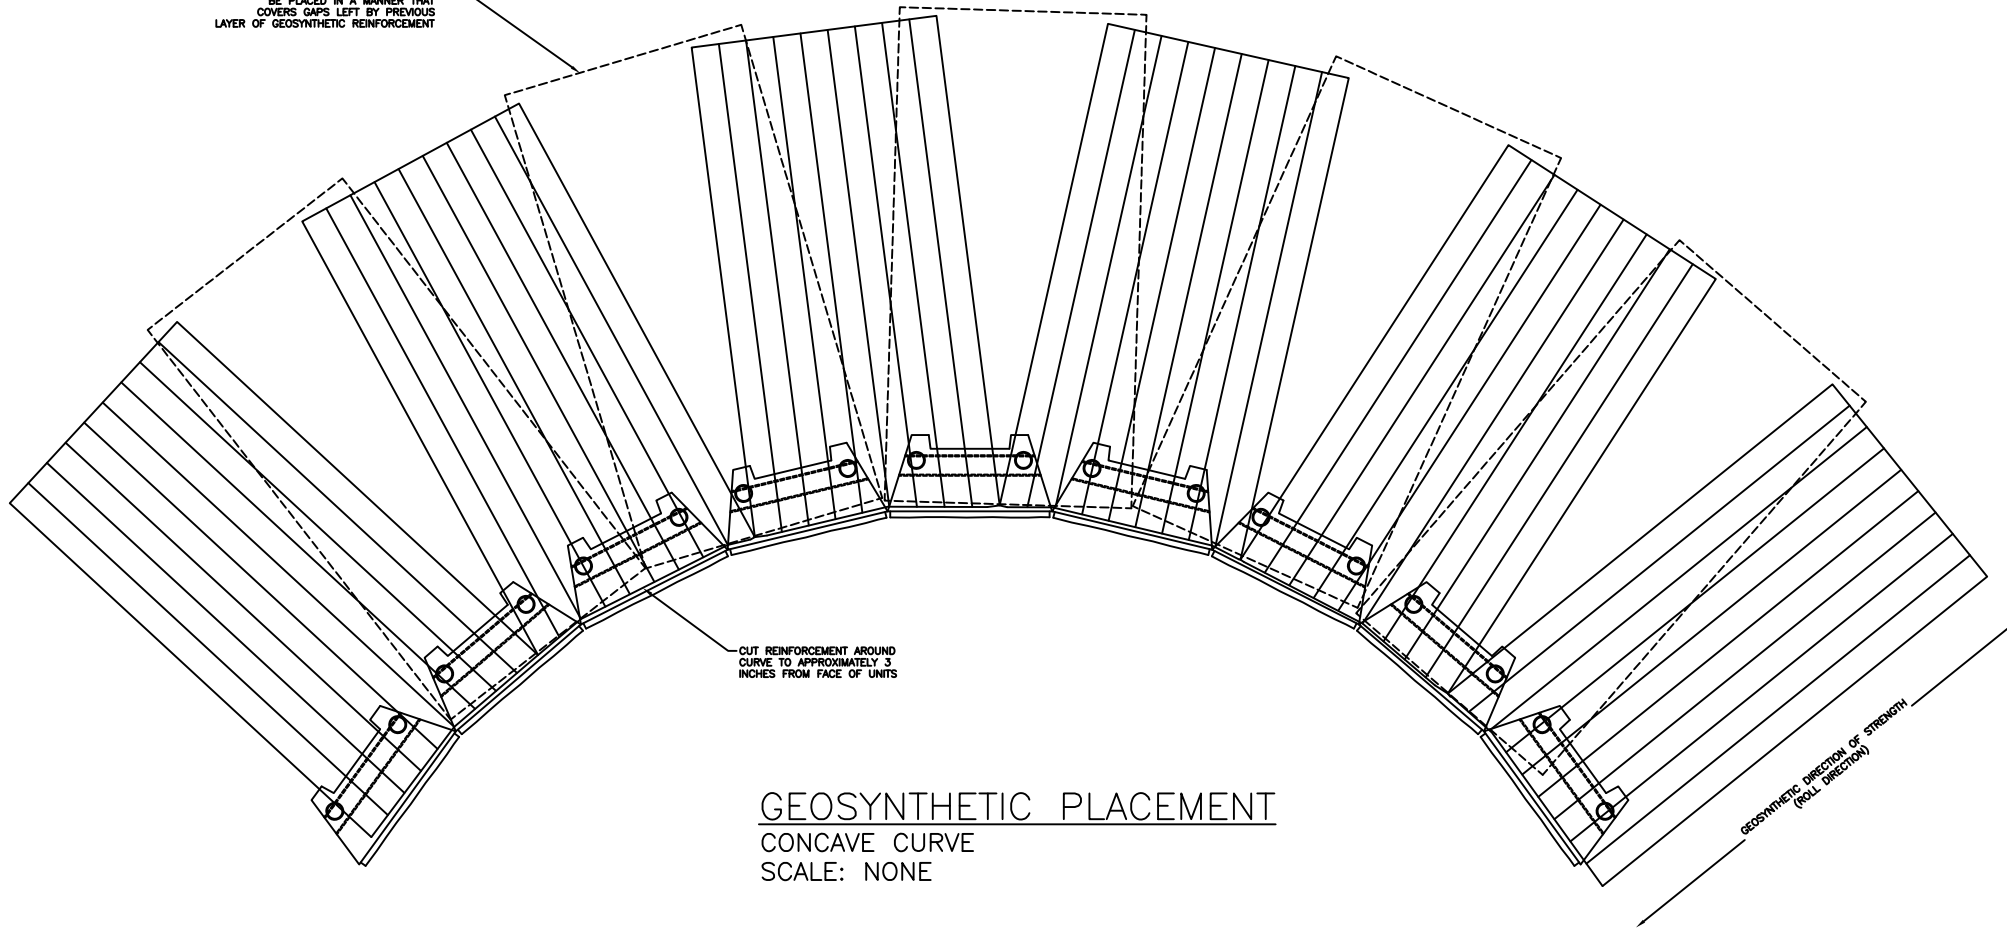 BE PLACED IN A MANNER THAT
COVERS GAPS LEFT BY PREVIOUS
LAYER OF GEOSYNTHETIC REINFORCEMENT
CUT REINFORCEMENT AROUND
CURVE TO APPROXIMATELY 3
INCHES FROM FACE OF UNITS
GEOSYNTHETIC DIRECTION OF STRENGTH
(ROLL DIRECTION)
GEOSYNTHETIC PLACEMENT
CONCAVE CURVE
SCALE: NONE